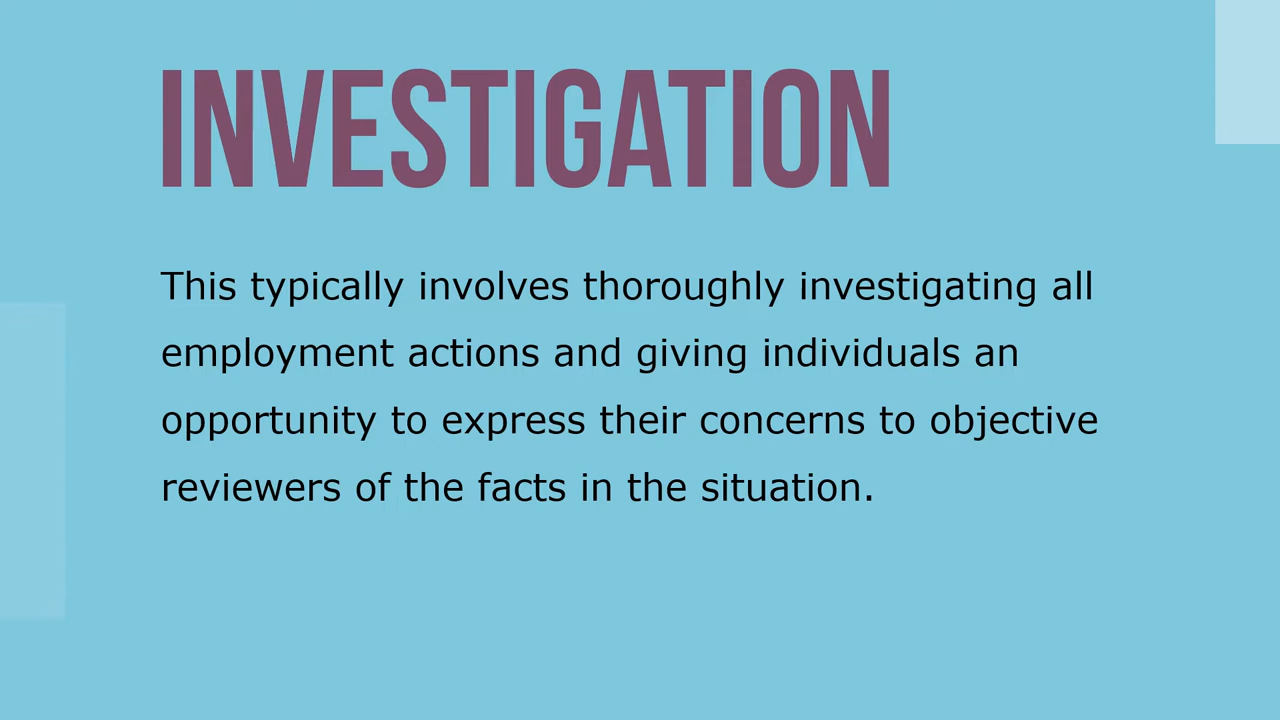 INVESTIGATION
This typically involves thoroughly investigating all
employment actions and giving individuals an
opportunity to express their concerns to objective
reviewers of the facts in the situation.